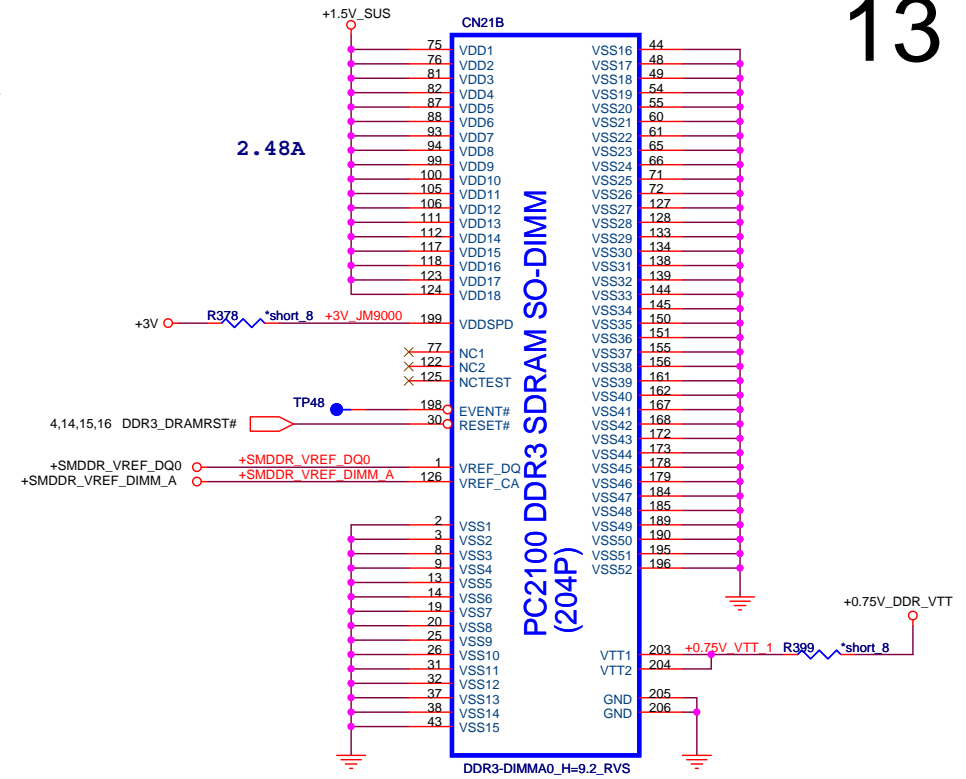 13
+1.5V_SUS
CN21B
75 VDD1 VSS16 44
76 VDD2 VSS17 48
81 VDD3 VSS18 49
82 VDD4 VSS19 54
87 VDD5 VSS20 55
88 VDD6 VSS21 60
93 VDD7 VSS22 61
94 VDD8 VSS23 65
99 VDD9 VSS24 66
100 VDD10 VSS25 71
105 VDD11 VSS26 72
106 VDD12 VSS27 127
111 VDD13 VSS28 128
112 VDD14 VSS29 133
117 VDD15 VSS30 134
118 VDD16 VSS31 138
123 VDD17 VSS32 139
124 VDD18 VSS33 144
2.48A
VSS34 145
+3V R378 *short_8 +3V_JM9000 199 VDDSPD VSS35 150
VSS36 151
77 NC1 VSS37 155
122 NC2 VSS38 156
125 NCTEST VSS39 161
VSS40 162
TP48 198 EVENT# VSS41 167
4,14,15,16 DDR3_DRAMRST# 30 RESET# VSS42 168
VSS43 172
VSS44 173
+SMDDR_VREF_DQ0 +SMDDR_VREF_DQ0 1 VREF_DQ VSS45 178
+SMDDR_VREF_DIMM_A +SMDDR_VREF_DIMM_A 126 VREF_CA VSS46 179
VSS47 184
VSS48 185
2 VSS1 VSS49 189
3 VSS2 VSS50 190
8 VSS3 VSS51 195
9 VSS4 VSS52 196
13 VSS5
14 VSS6
19 VSS7
20 VSS8
25 VSS9
26 VSS10
31 VSS11
32 VSS12
37 VSS13
38 VSS14
43 VSS15
PC2100 DDR3 SDRAM SO-DIMM
(204P)
+0.75V_DDR_VTT
VTT1 203 +0.75V_VTT_1 R399 *short_8
VTT2 204
GND 205
GND 206
DDR3-DIMMA0_H=9.2_RVS